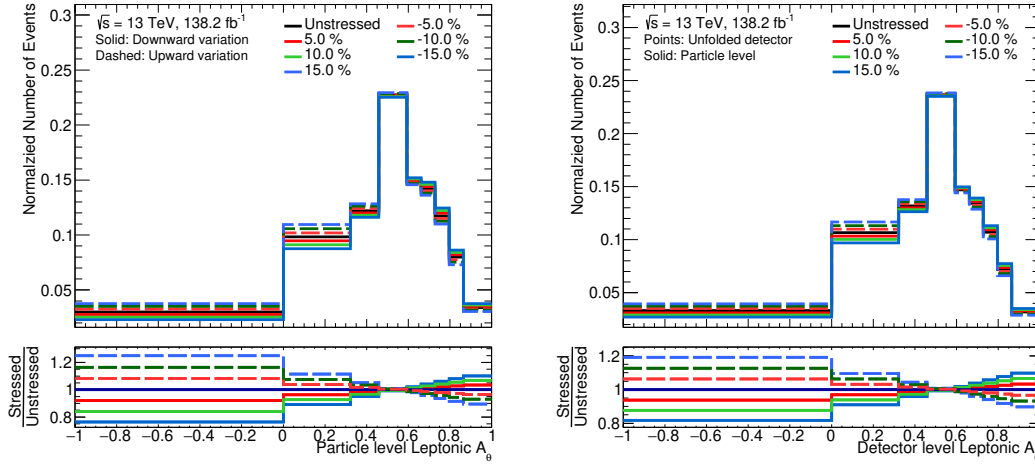 √s = 13 TeV, 138.2 fb⁻¹
Solid: Downward variation
Dashed: Upward variation
Unstressed
5.0 %
10.0 %
15.0 %
-5.0 %
-10.0 %
-15.0 %
Normalzied Number of Events
0.3
0.25
0.2
0.15
0.1
0.05
Stressed
Unstressed
1.2
1
0.8
−1 −0.8 −0.6 −0.4 −0.2 0 0.2 0.4 0.6 0.8 1
Particle level Leptonic A_θ
√s = 13 TeV, 138.2 fb⁻¹
Points: Unfolded detector
Solid: Particle level
Unstressed
5.0 %
10.0 %
15.0 %
-5.0 %
-10.0 %
-15.0 %
Normalzied Number of Events
0.3
0.25
0.2
0.15
0.1
0.05
Stressed
Unstressed
1.2
1
0.8
−1 −0.8 −0.6 −0.4 −0.2 0 0.2 0.4 0.6 0.8
Detector level Leptonic A